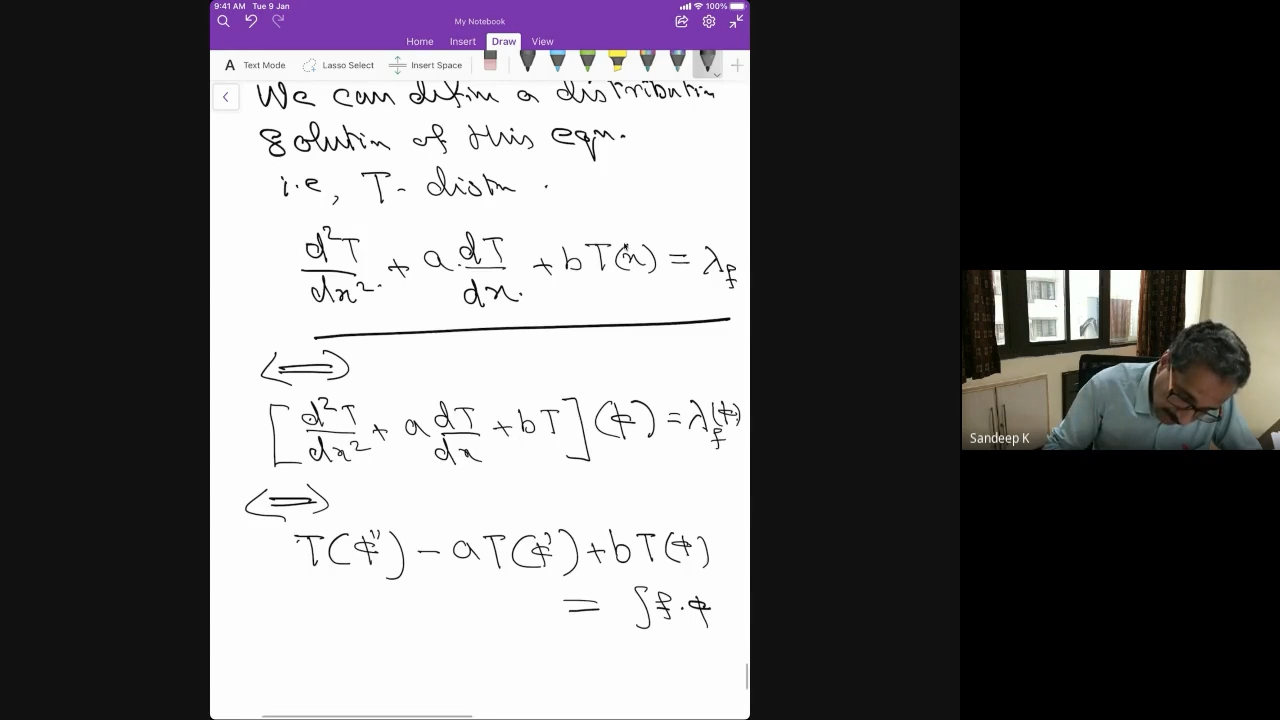 9:41 AM Tue 9 Jan
100%
My Notebook
Home Insert Draw View
A Text Mode Lasso Select Insert Space
We can define a distribution
solution of this eqn.
i.e, T - distn .
d²T/dx² + a dT/dx + bT(x) = λ_f
⟺
[d²T/dx² + a dT/dx + bT](φ) = λ_f(φ)
⟺
T(φ'') - aT(φ') + bT(φ)
= ∫f.φ
Sandeep K